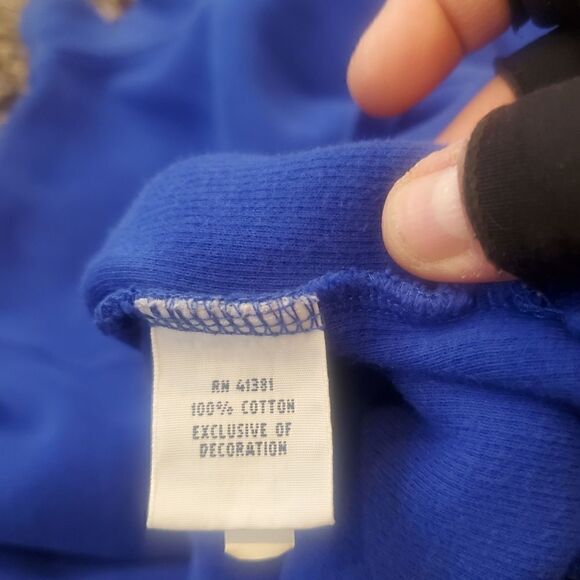 RN 41381
100% COTTON
EXCLUSIVE OF
DECORATION